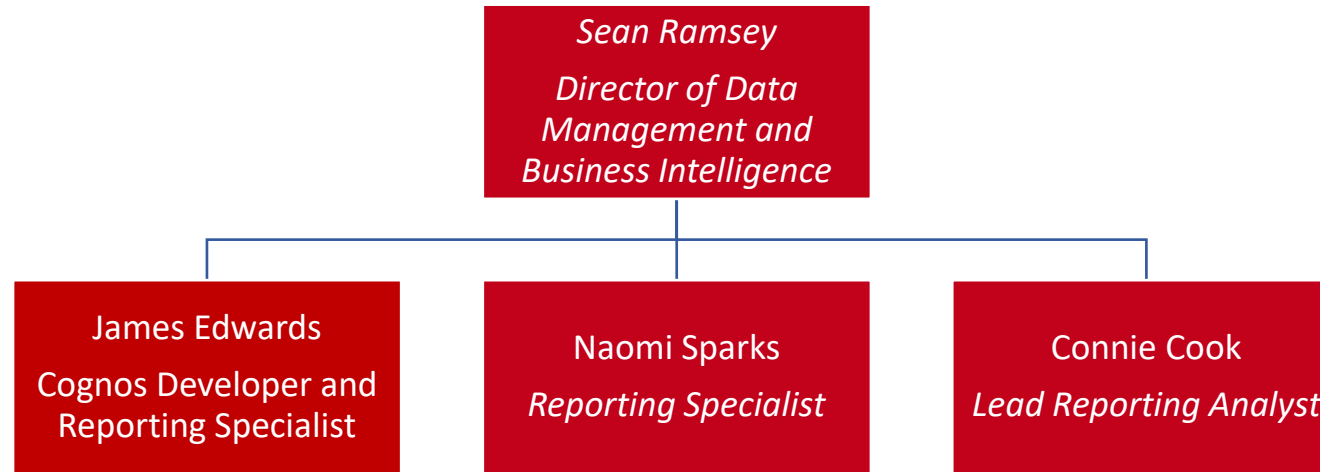 Sean Ramsey
Director of Data
Management and
Business Intelligence
James Edwards
Cognos Developer and
Reporting Specialist
Naomi Sparks
Reporting Specialist
Connie Cook
Lead Reporting Analyst